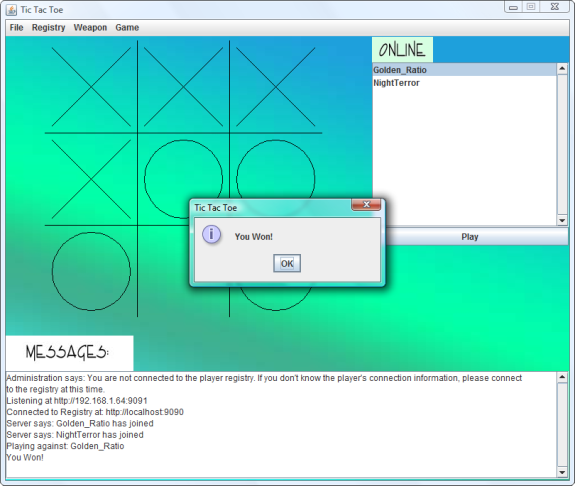 Tic Tac Toe
File Registry Weapon Game
ONLINE
Golden_Ratio
NightTerror
Play
Tic Tac Toe
You Won!
OK
MESSAGES:
Administration says: You are not connected to the player registry. If you don't know the player's connection information, please connect
to the registry at this time.
Listening at http://192.168.1.64:9091
Connected to Registry at: http://localhost:9090
Server says: Golden_Ratio has joined
Server says: NightTerror has joined
Playing against: Golden_Ratio
You Won!